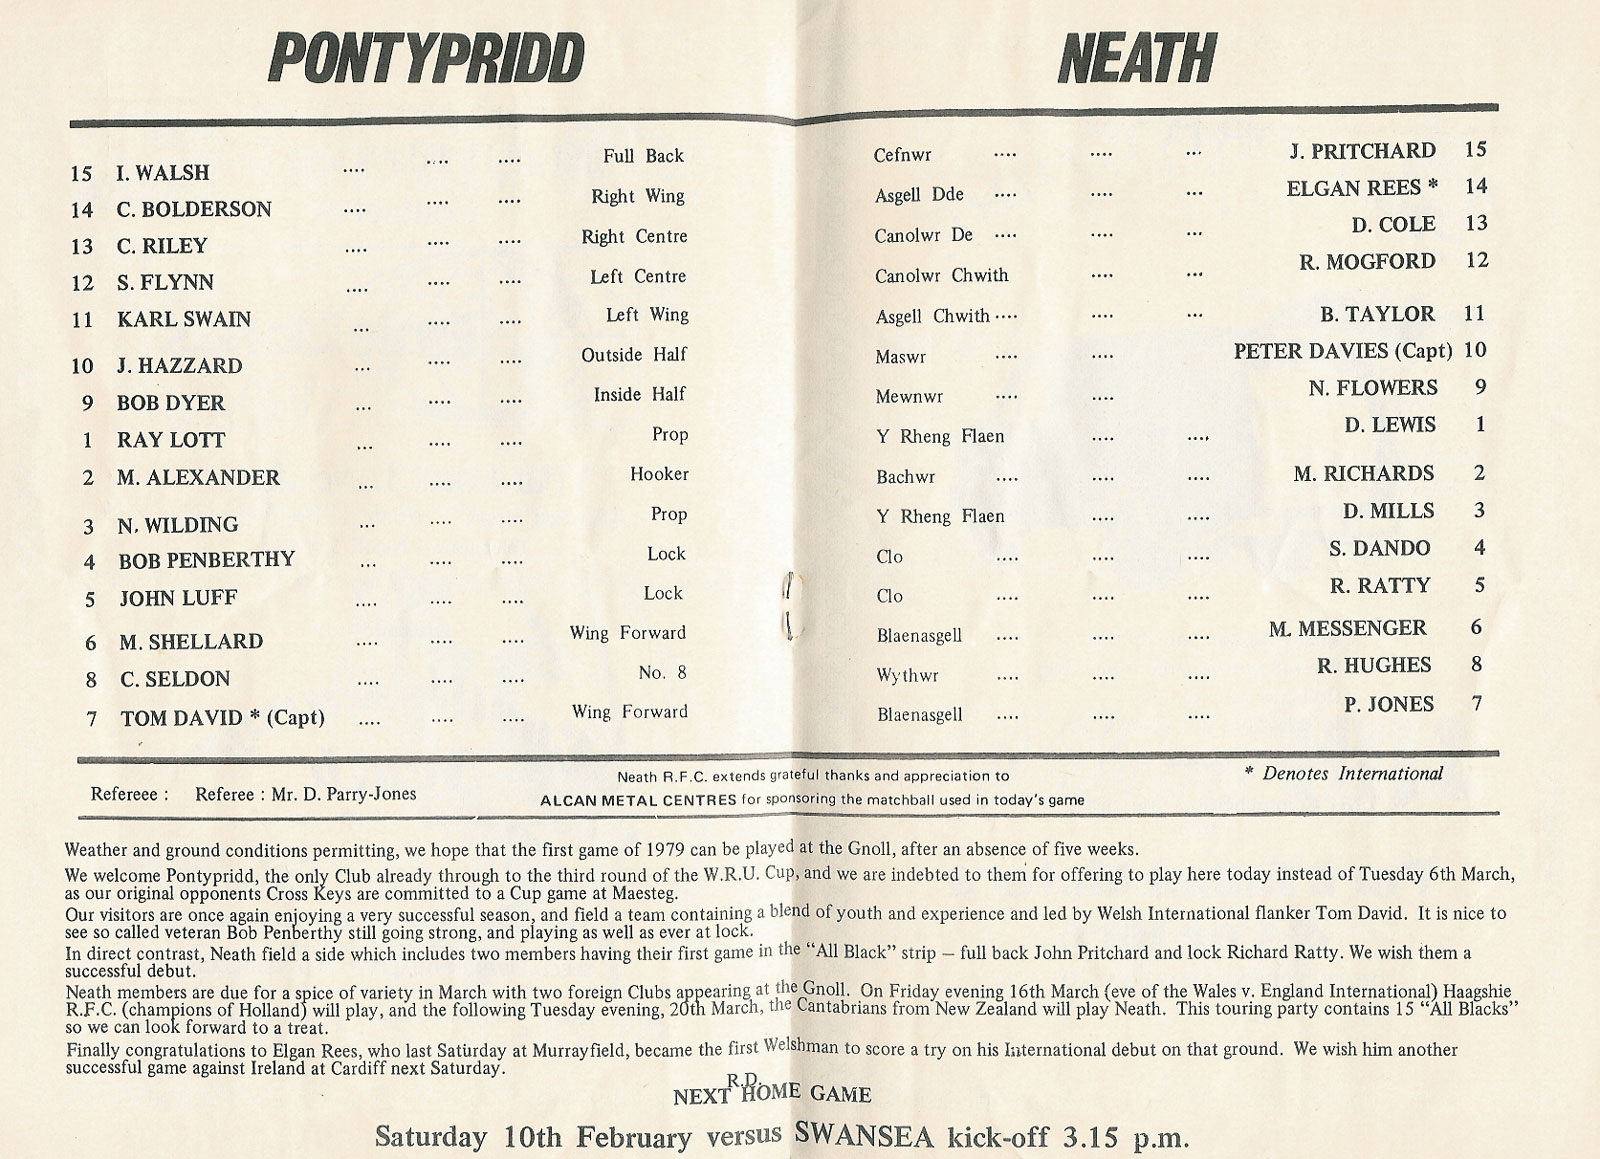 PONTYPRIDD
15 I. WALSH .... .... .... Full Back
14 C. BOLDERSON .... .... .... Right Wing
13 C. RILEY .... .... .... Right Centre
12 S. FLYNN .... .... .... Left Centre
11 KARL SWAIN ... .... .... Left Wing
10 J. HAZZARD ... .... .... Outside Half
9 BOB DYER ... .... .... Inside Half
1 RAY LOTT ... .... .... Prop
2 M. ALEXANDER ... .... .... Hooker
3 N. WILDING ... .... .... Prop
4 BOB PENBERTHY ... .... .... Lock
5 JOHN LUFF .... .... .... Lock
6 M. SHELLARD .... .... .... Wing Forward
8 C. SELDON .... .... .... No. 8
7 TOM DAVID * (Capt) .... .... .... Wing Forward
NEATH
Cefnwr .... .... ... J. PRITCHARD 15
Asgell Dde .... .... ... ELGAN REES * 14
Canolwr De .... .... ... D. COLE 13
Canolwr Chwith .... ... R. MOGFORD 12
Asgell Chwith .... .... ... B. TAYLOR 11
Maswr .... .... PETER DAVIES (Capt) 10
Mewnwr .... .... N. FLOWERS 9
Y Rheng Flaen .... .... D. LEWIS 1
Bachwr .... .... .... M. RICHARDS 2
Y Rheng Flaen .... .... D. MILLS 3
Clo .... .... .... S. DANDO 4
Clo .... .... .... R. RATTY 5
Blaenasgell .... .... .... M. MESSENGER 6
Wythwr .... .... .... R. HUGHES 8
Blaenasgell .... .... .... P. JONES 7
Refereee : Referee : Mr. D. Parry-Jones
Neath R.F.C. extends grateful thanks and appreciation to
ALCAN METAL CENTRES for sponsoring the matchball used in today's game
* Denotes International
Weather and ground conditions permitting, we hope that the first game of 1979 can be played at the Gnoll, after an absence of five weeks.
We welcome Pontypridd, the only Club already through to the third round of the W.R.U. Cup, and we are indebted to them for offering to play here today instead of Tuesday 6th March,
as our original opponents Cross Keys are committed to a Cup game at Maesteg.
Our visitors are once again enjoying a very successful season, and field a team containing a blend of youth and experience and led by Welsh International flanker Tom David. It is nice to
see so called veteran Bob Penberthy still going strong, and playing as well as ever at lock.
In direct contrast, Neath field a side which includes two members having their first game in the "All Black" strip – full back John Pritchard and lock Richard Ratty. We wish them a
successful debut.
Neath members are due for a spice of variety in March with two foreign Clubs appearing at the Gnoll. On Friday evening 16th March (eve of the Wales v. England International) Haagshie
R.F.C. (champions of Holland) will play, and the following Tuesday evening, 20th March, the Cantabrians from New Zealand will play Neath. This touring party contains 15 "All Blacks"
so we can look forward to a treat.
Finally congratulations to Elgan Rees, who last Saturday at Murrayfield, became the first Welshman to score a try on his International debut on that ground. We wish him another
successful game against Ireland at Cardiff next Saturday.
R.D.
NEXT HOME GAME
Saturday 10th February versus SWANSEA kick-off 3.15 p.m.